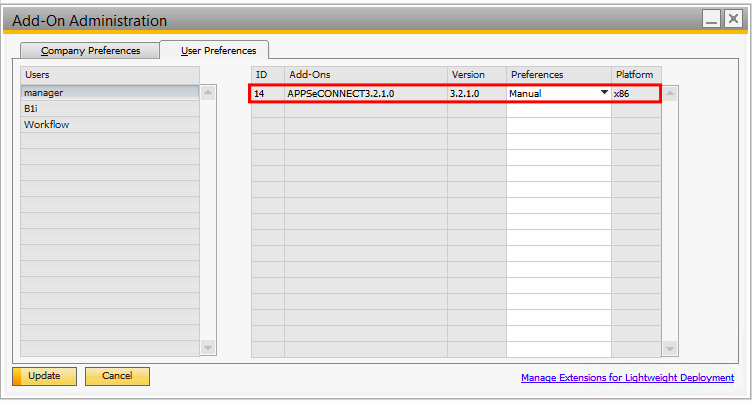 Add-On Administration
Company Preferences User Preferences
Users ID Add-Ons Version Preferences Platform
manager 14 APPSeCONNECT3.2.1.0 3.2.1.0 Manual x86
B1i
Workflow
Update Cancel Manage Extensions for Lightweight Deployment